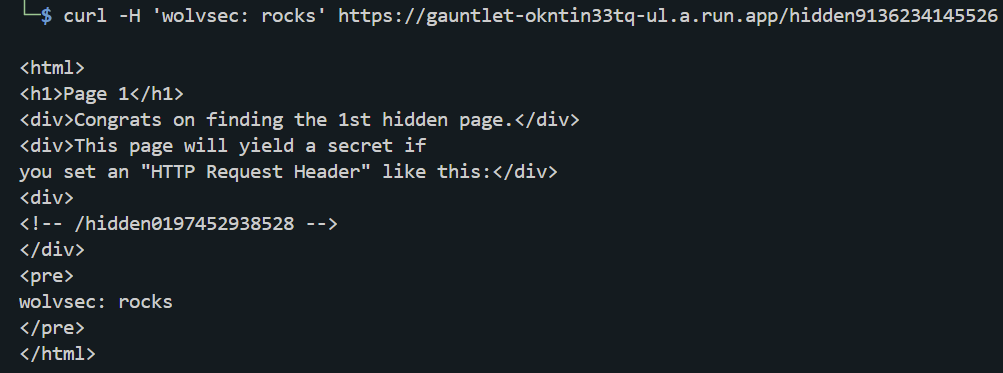 └─$ curl -H 'wolvsec: rocks' https://gauntlet-okntin33tq-ul.a.run.app/hidden9136234145526
<html>
<h1>Page 1</h1>
<div>Congrats on finding the 1st hidden page.</div>
<div>This page will yield a secret if
you set an "HTTP Request Header" like this:</div>
<div>
<!-- /hidden0197452938528 -->
</div>
<pre>
wolvsec: rocks
</pre>
</html>